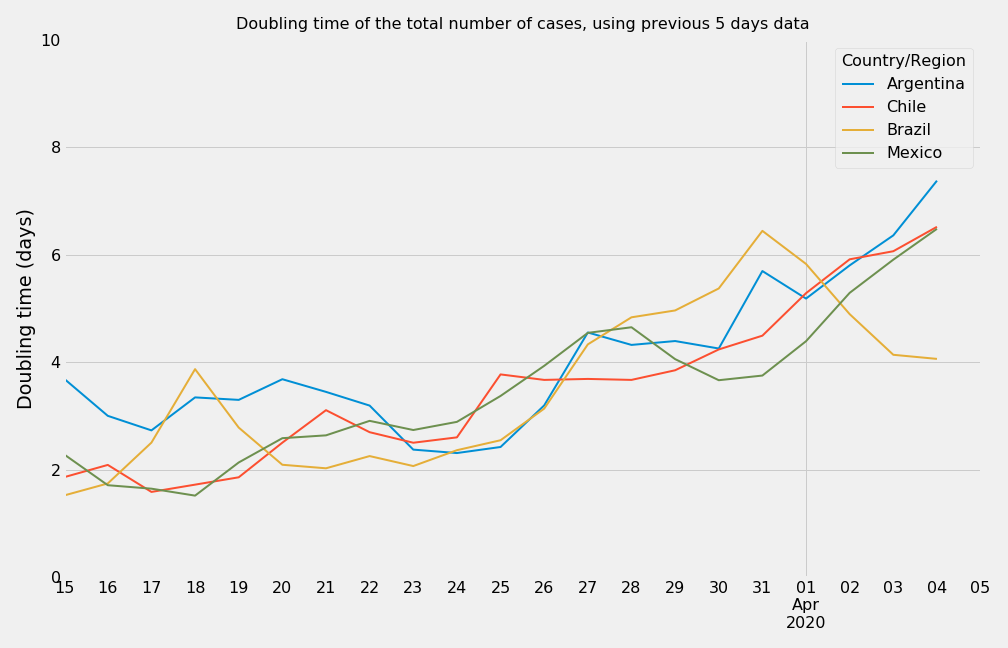 Doubling time of the total number of cases, using previous 5 days data
Country/Region
Argentina
Chile
Brazil
Mexico
Doubling time (days)
10
8
6
4
2
0
15 16 17 18 19 20 21 22 23 24 25 26 27 28 29 30 31 01 02 03 04 05
Apr
2020